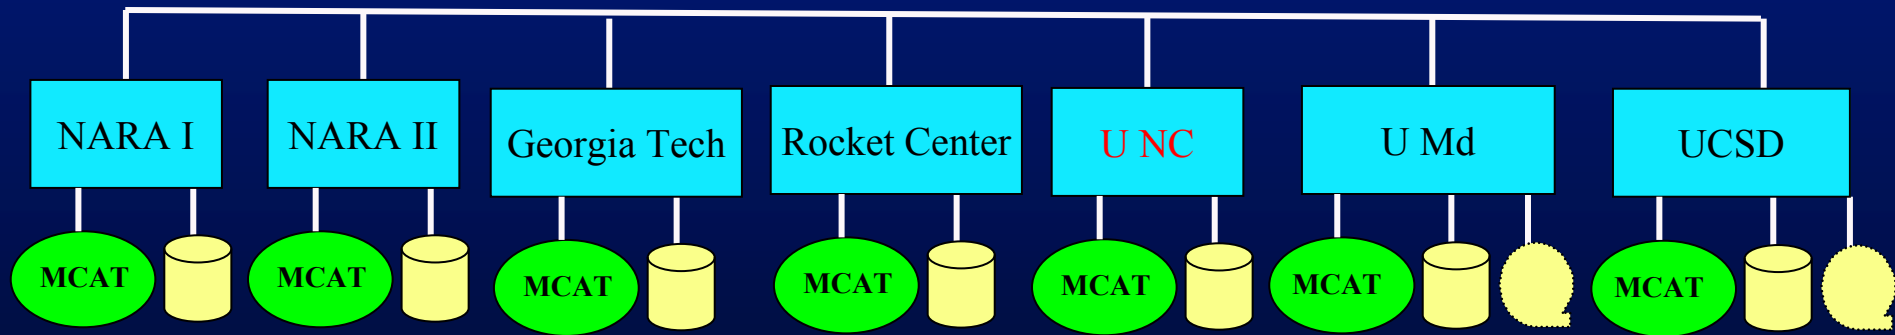 NARA I
NARA II
Georgia Tech
Rocket Center
U NC
U Md
UCSD
MCAT
MCAT
MCAT
MCAT
MCAT
MCAT
MCAT